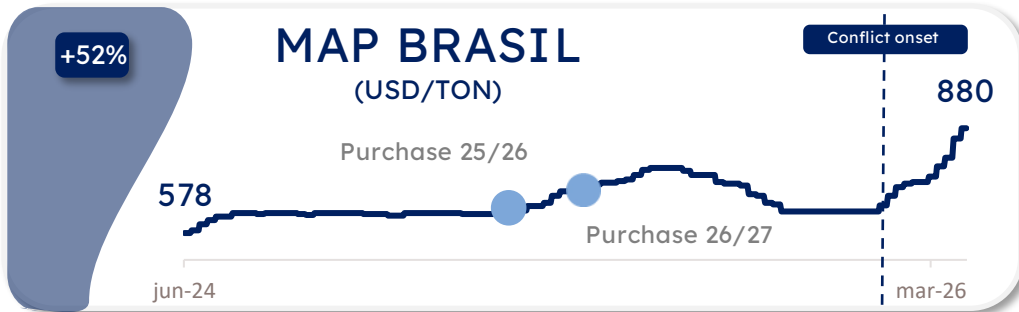 +52%
MAP BRASIL
(USD/TON)
Conflict onset
880
Purchase 25/26
578
Purchase 26/27
jun-24
mar-26